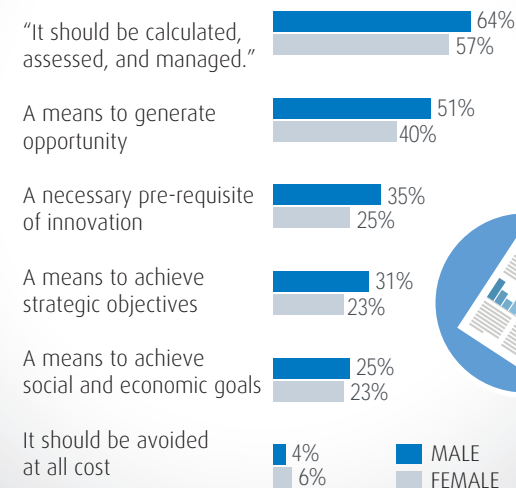 “It should be calculated,
assessed, and managed.”
64%
57%
A means to generate
opportunity
51%
40%
A necessary pre-requisite
of innovation
35%
25%
A means to achieve
strategic objectives
31%
23%
A means to achieve
social and economic goals
25%
23%
It should be avoided
at all cost
4%
6%
MALE
FEMALE